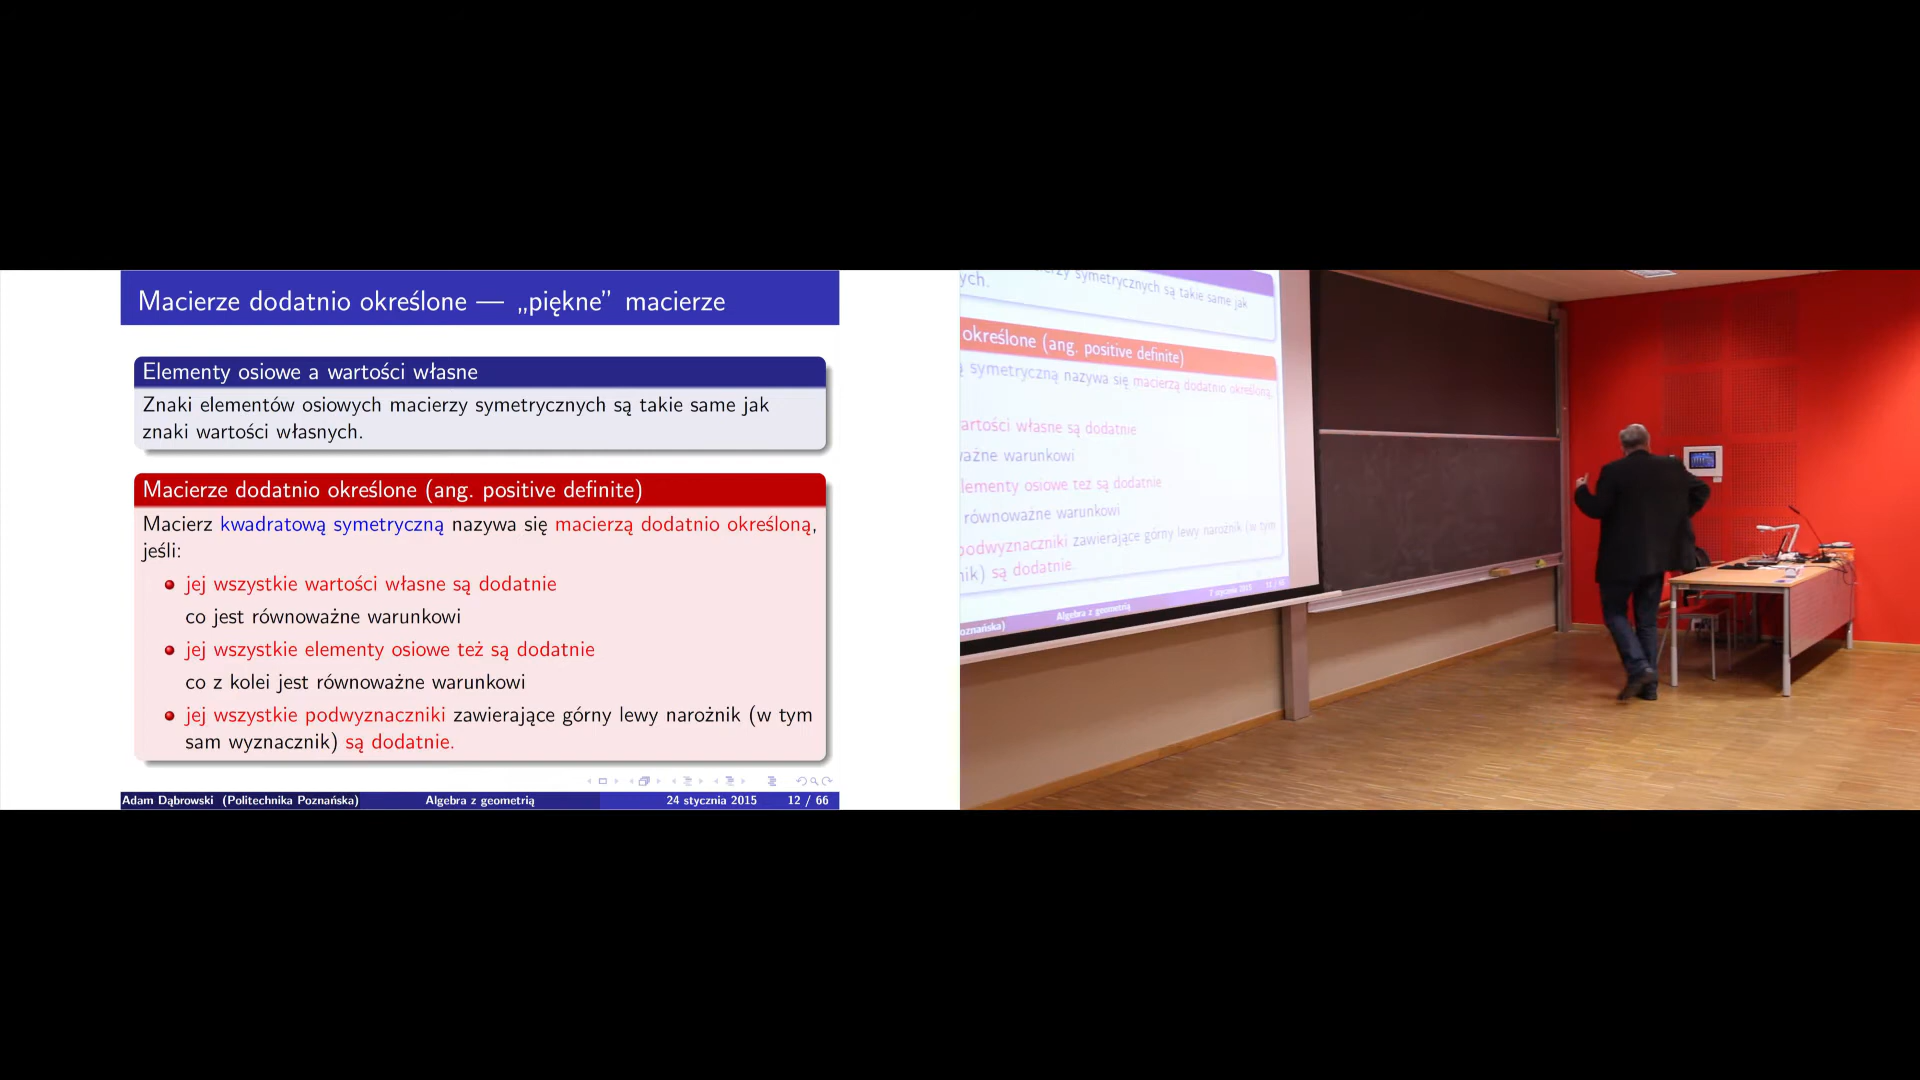 Macierze dodatnio określone — „piękne” macierze
Elementy osiowe a wartości własne
Znaki elementów osiowych macierzy symetrycznych są takie same jak
znaki wartości własnych.
Macierze dodatnio określone (ang. positive definite)
Macierz kwadratową symetryczną nazywa się macierzą dodatnio określoną,
jeśli:
jej wszystkie wartości własne są dodatnie
co jest równoważne warunkowi
jej wszystkie elementy osiowe też są dodatnie
co z kolei jest równoważne warunkowi
jej wszystkie podwyznaczniki zawierające górny lewy narożnik (w tym
sam wyznacznik) są dodatnie.
Adam Dąbrowski (Politechnika Poznańska) Algebra z geometrią 24 stycznia 2015 12 / 66
symetrycznych są takie same jak
ych.
określone (ang. positive definite)
ą symetryczną nazywa się macierzą dodatnio określoną,
artości własne są dodatnie
ważne warunkowi
lementy osiowe też są dodatnie
równoważne warunkowi
podwyznaczniki zawierające górny lewy narożnik (w tym
nik) są dodatnie.
oznańska) Algebra z geometrią 7 stycznia 2015